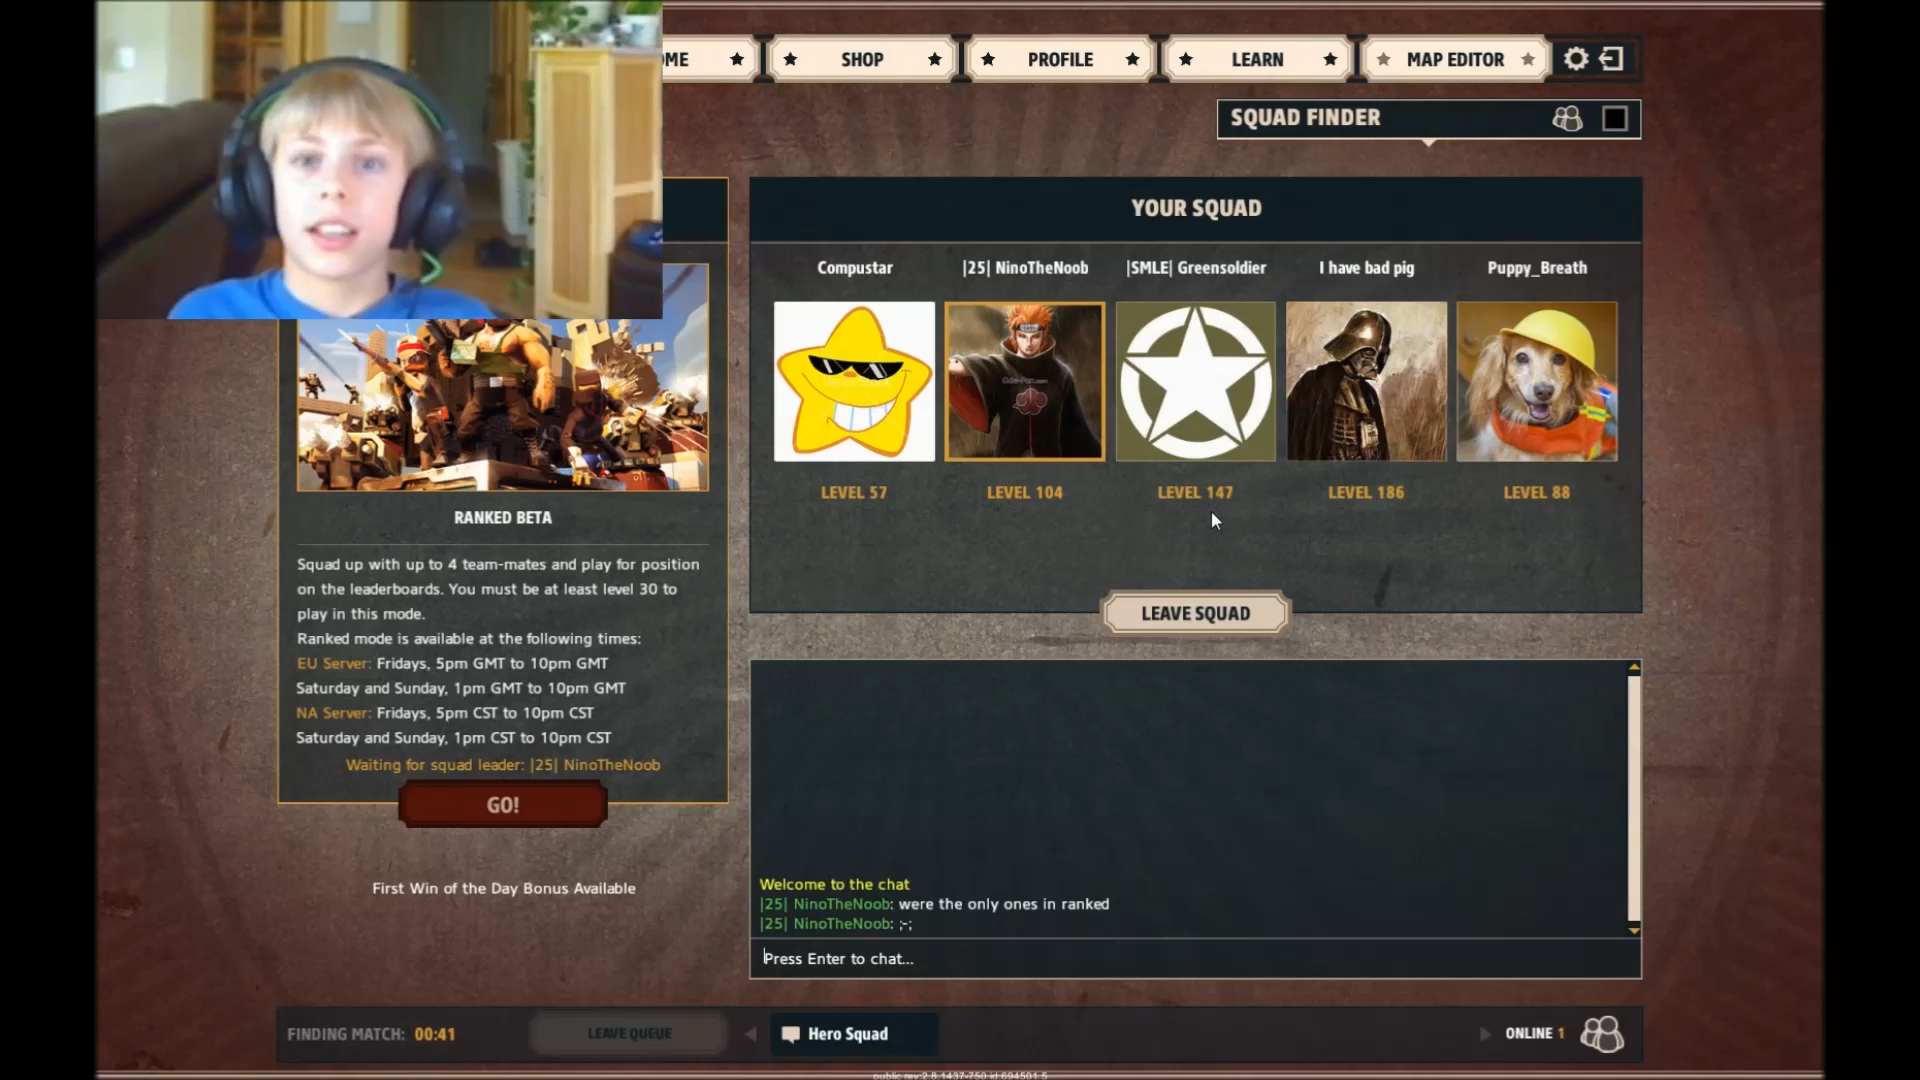 ME
SHOP
PROFILE
LEARN
MAP EDITOR
SQUAD FINDER
YOUR SQUAD
Compustar
|25| NinoTheNoob
|SMLE| Greensoldier
I have bad pig
Puppy_Breath
LEVEL 57
LEVEL 104
LEVEL 147
LEVEL 186
LEVEL 88
LEAVE SQUAD
RANKED BETA
Squad up with up to 4 team-mates and play for position
on the leaderboards. You must be at least level 30 to
play in this mode.
Ranked mode is available at the following times:
EU Server: Fridays, 5pm GMT to 10pm GMT
Saturday and Sunday, 1pm GMT to 10pm GMT
NA Server: Fridays, 5pm CST to 10pm CST
Saturday and Sunday, 1pm CST to 10pm CST
Waiting for squad leader: |25| NinoTheNoob
GO!
First Win of the Day Bonus Available
Welcome to the chat
|25| NinoTheNoob: were the only ones in ranked
|25| NinoTheNoob: ;-;
Press Enter to chat...
FINDING MATCH: 00:41
LEAVE QUEUE
Hero Squad
ONLINE 1